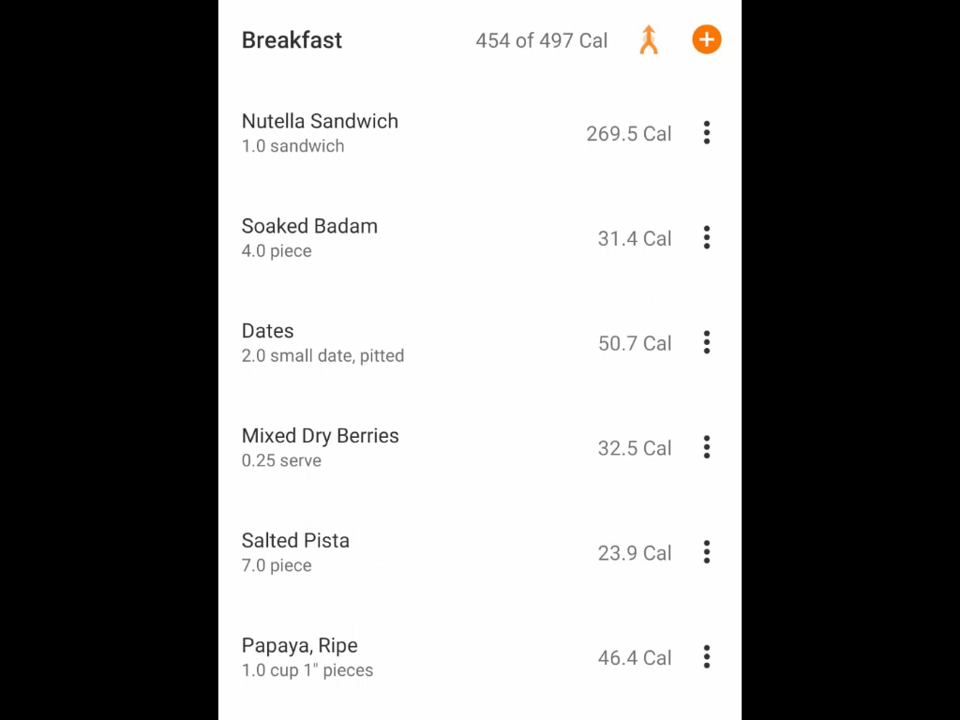 Breakfast 454 of 497 Cal
Nutella Sandwich
1.0 sandwich
269.5 Cal
Soaked Badam
4.0 piece
31.4 Cal
Dates
2.0 small date, pitted
50.7 Cal
Mixed Dry Berries
0.25 serve
32.5 Cal
Salted Pista
7.0 piece
23.9 Cal
Papaya, Ripe
1.0 cup 1" pieces
46.4 Cal